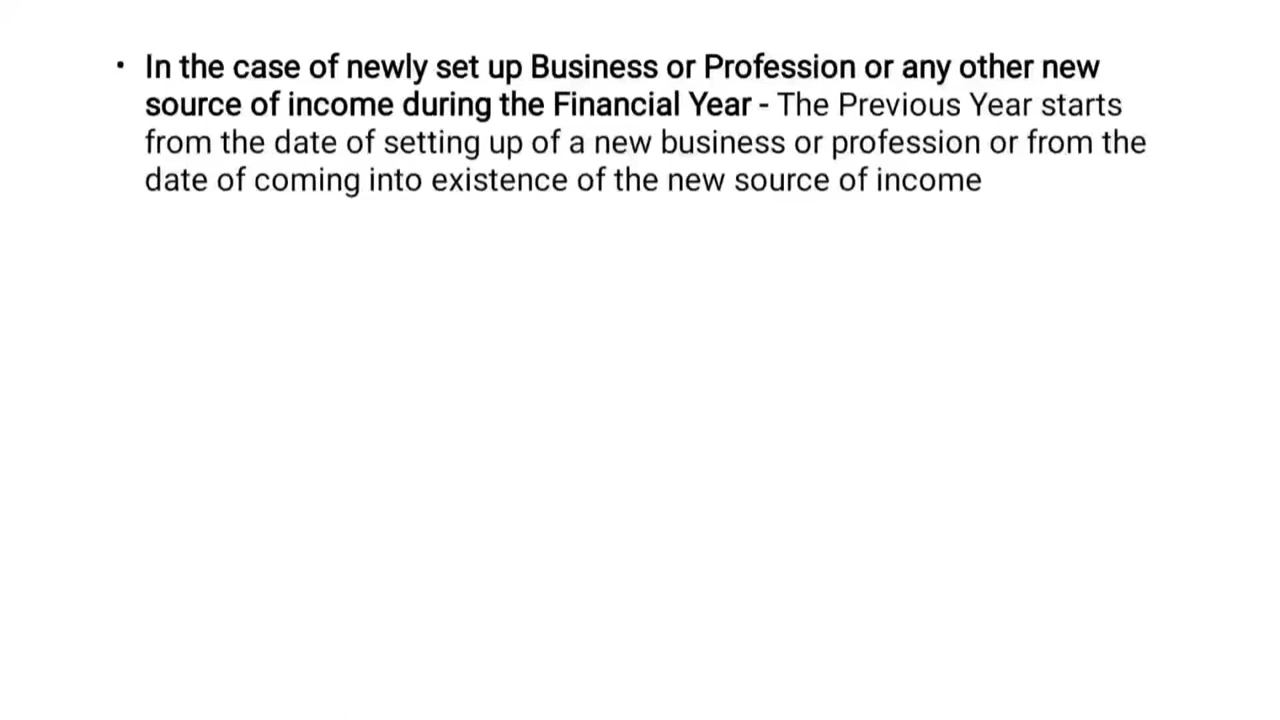 • In the case of newly set up Business or Profession or any other new
source of income during the Financial Year - The Previous Year starts
from the date of setting up of a new business or profession or from the
date of coming into existence of the new source of income